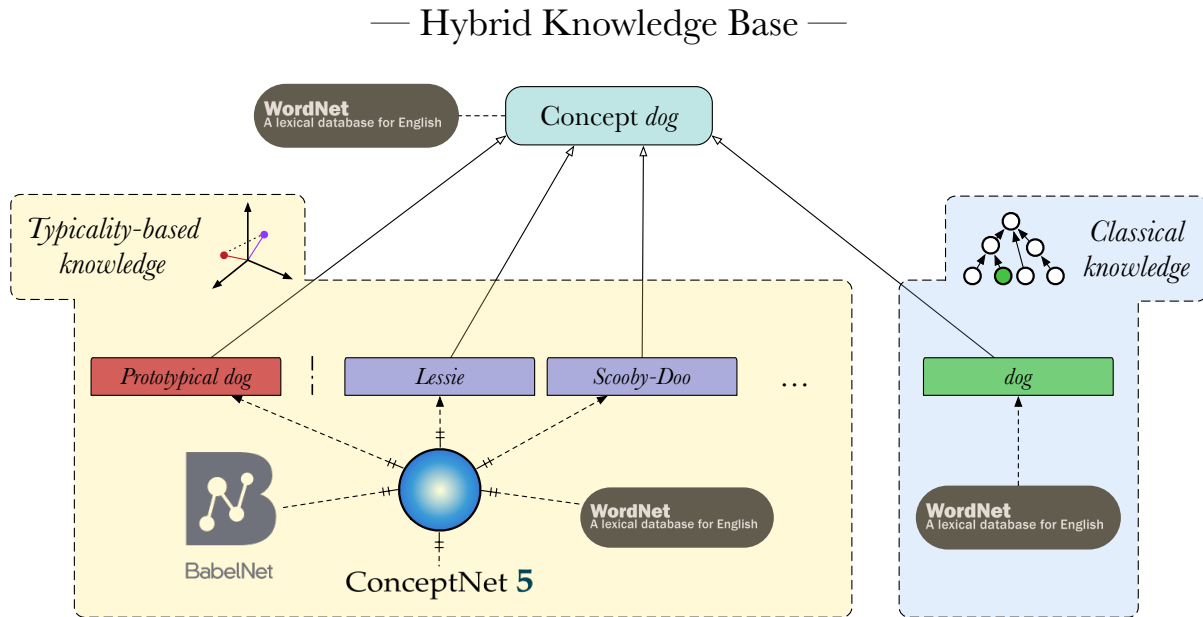 — Hybrid Knowledge Base —
WordNet
A lexical database for English
Concept dog
Typicality-based
knowledge
Classical
knowledge
Prototypical dog
Lessie
Scooby-Doo
...
dog
BabelNet
WordNet
A lexical database for English
WordNet
A lexical database for English
ConceptNet 5